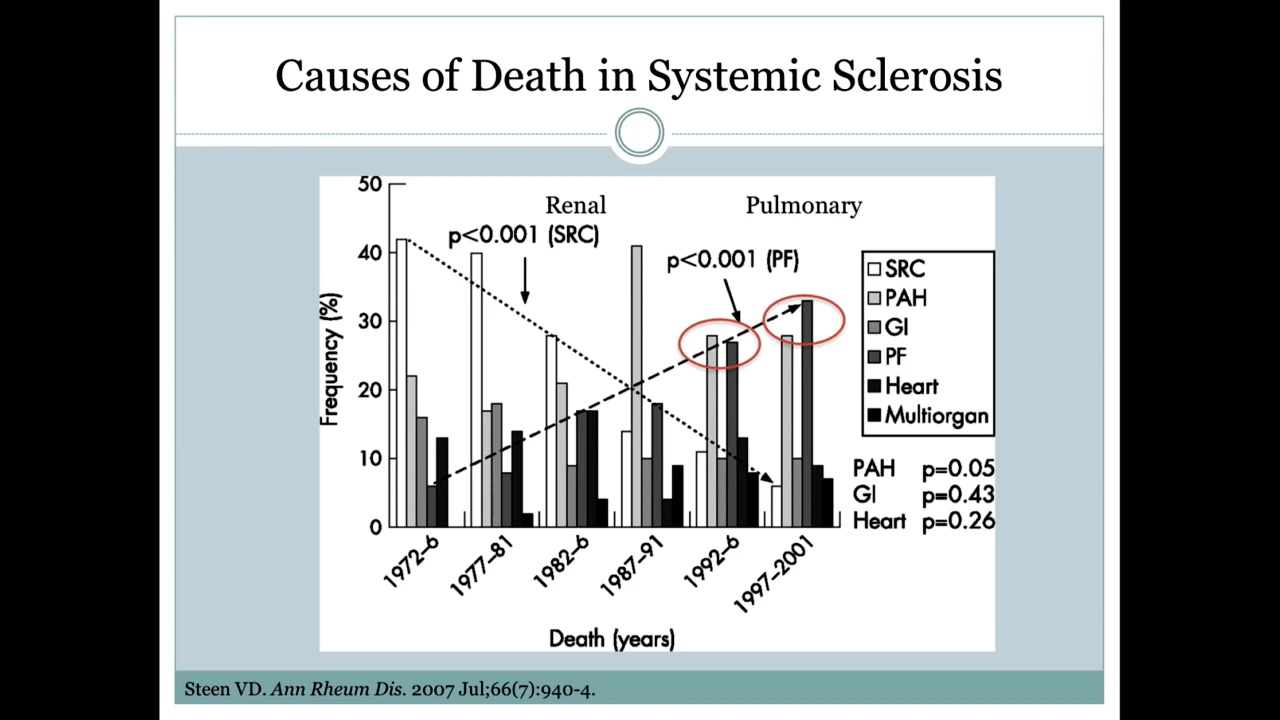 Causes of Death in Systemic Sclerosis
Renal
Pulmonary
p<0.001 (SRC)
p<0.001 (PF)
Frequency (%)
50
40
30
20
10
0
1972–6
1977–81
1982–6
1987–91
1992–6
1997–2001
Death (years)
SRC
PAH
GI
PF
Heart
Multiorgan
PAH p=0.05
GI p=0.43
Heart p=0.26
Steen VD. Ann Rheum Dis. 2007 Jul;66(7):940-4.